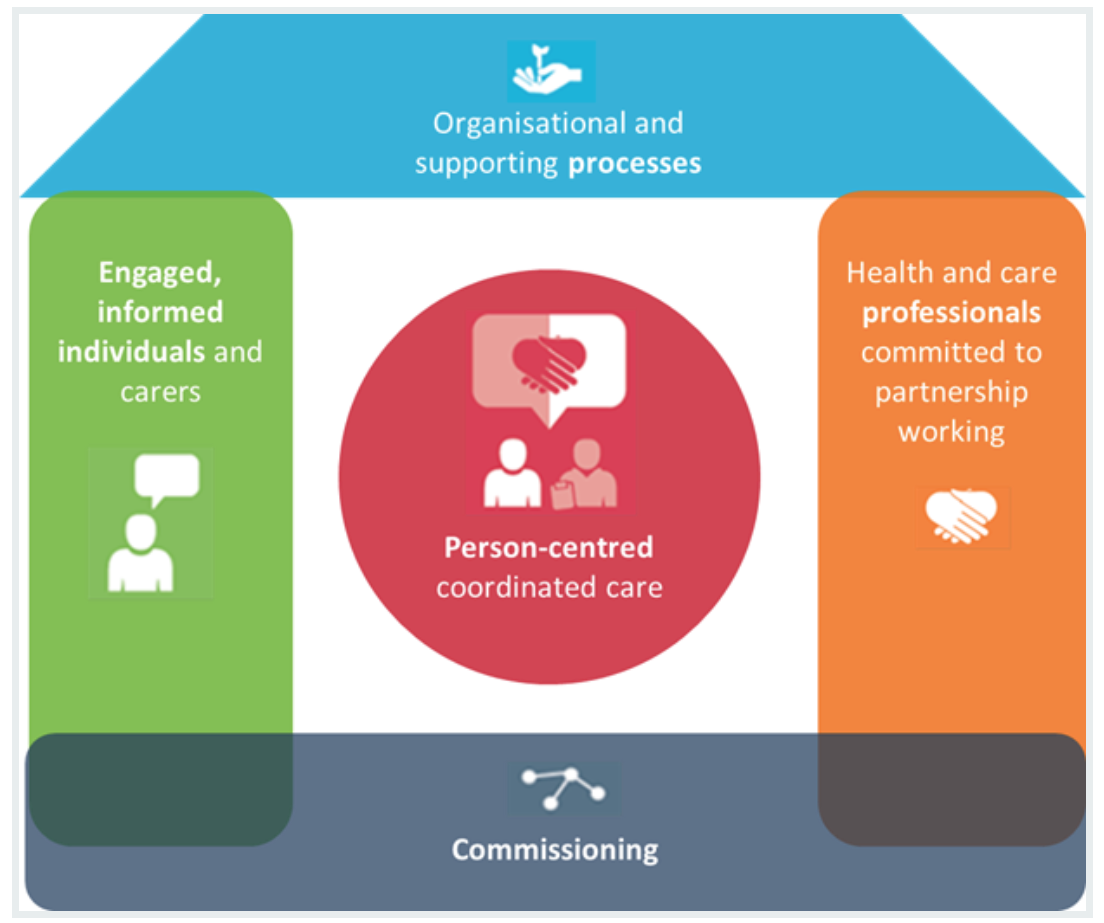 Organisational and
supporting processes
Engaged,
informed
individuals and
carers
Health and care
professionals
committed to
partnership
working
Person-centred
coordinated care
Commissioning